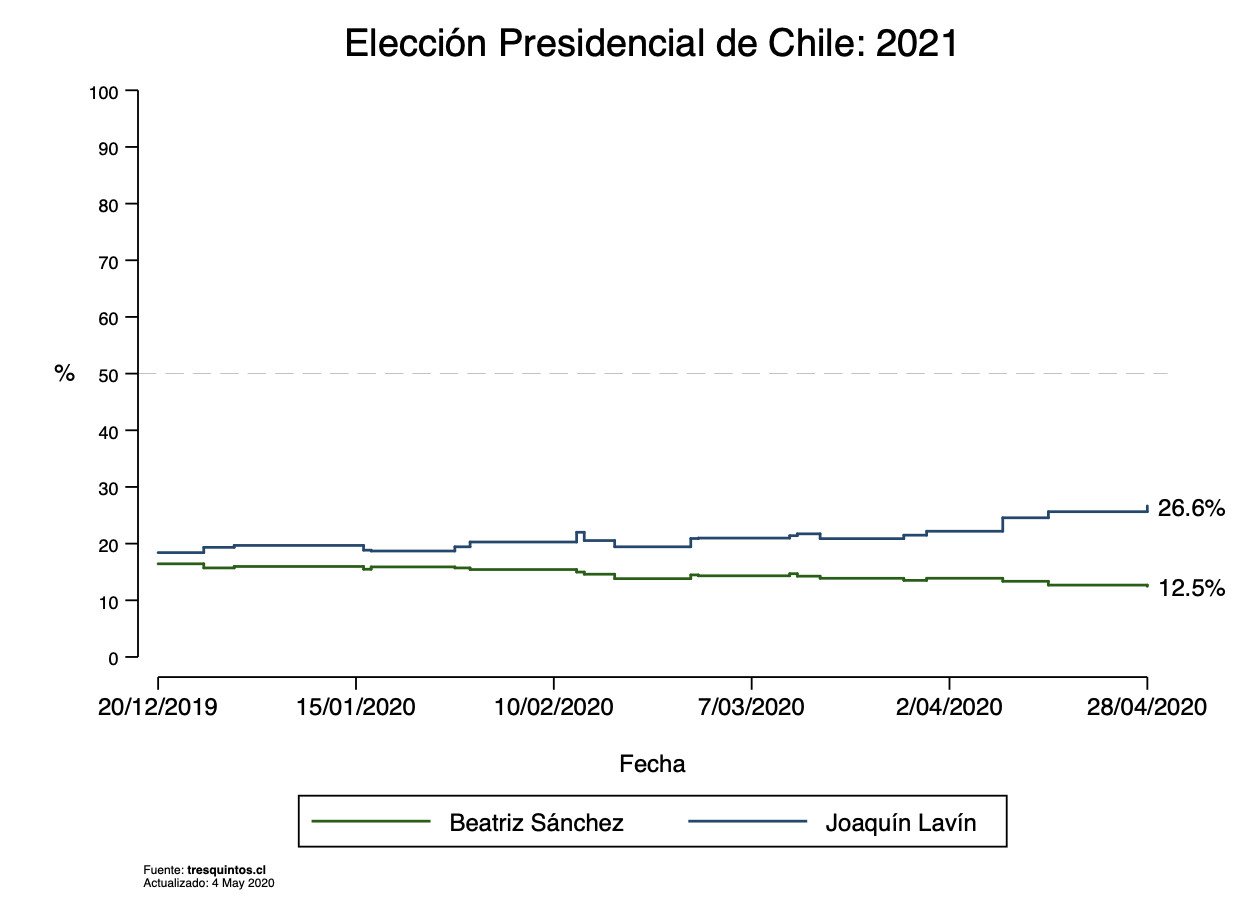 Elección Presidencial de Chile: 2021
100
90
80
70
60
% 50
40
30
20
10
0
26.6%
12.5%
20/12/2019 15/01/2020 10/02/2020 7/03/2020 2/04/2020 28/04/2020
Fecha
Beatriz Sánchez Joaquín Lavín
Fuente: tresquintos.cl
Actualizado: 4 May 2020